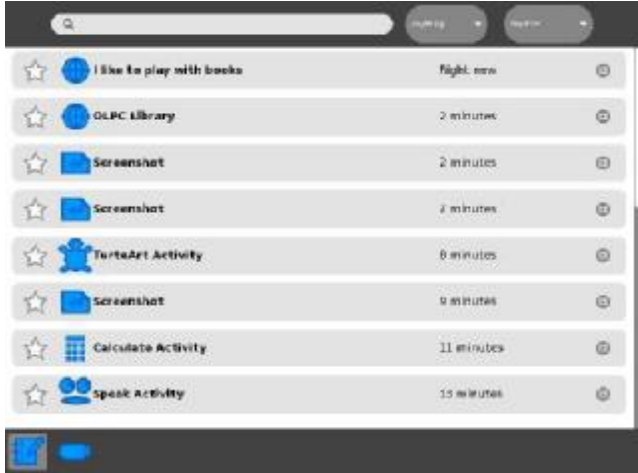 I like to play with books Right now
OLPC Library 2 minutes
Screenshot 2 minutes
Screenshot 2 minutes
TurtleArt Activity 8 minutes
Screenshot 9 minutes
Calculate Activity 11 minutes
Speak Activity 13 minutes